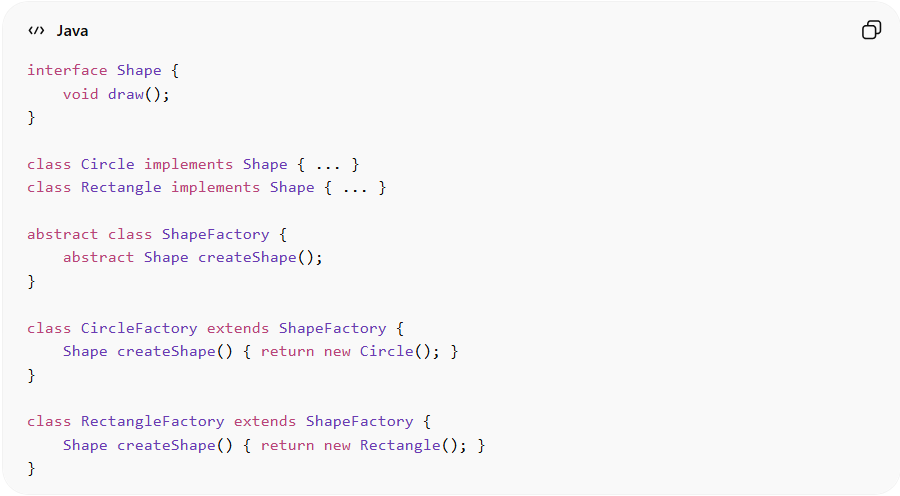 </> Java
interface Shape {
    void draw();
}
class Circle implements Shape { ... }
class Rectangle implements Shape { ... }
abstract class ShapeFactory {
    abstract Shape createShape();
}
class CircleFactory extends ShapeFactory {
    Shape createShape() { return new Circle(); }
}
class RectangleFactory extends ShapeFactory {
    Shape createShape() { return new Rectangle(); }
}